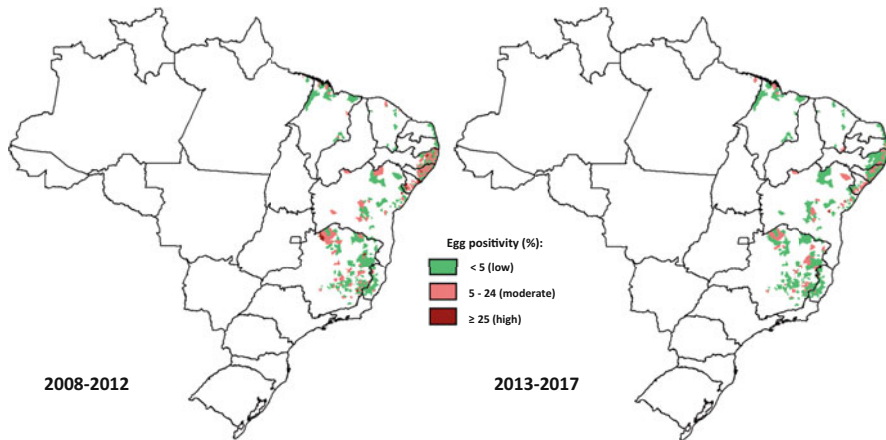 Egg positivity (%):
< 5 (low)
5 - 24 (moderate)
≥ 25 (high)
2008-2012
2013-2017